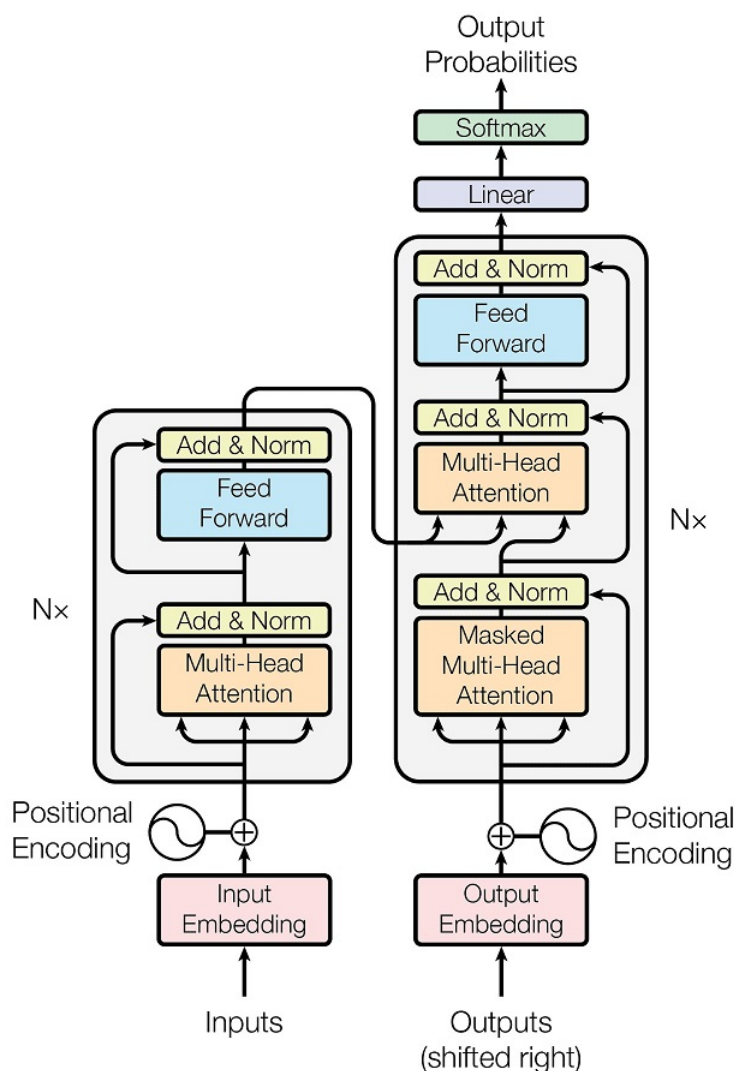 Output
Probabilities
Softmax
Linear
Add & Norm
Feed
Forward
Add & Norm
Multi-Head
Attention
Nx
Add & Norm
Masked
Multi-Head
Attention
Add & Norm
Feed
Forward
Nx
Add & Norm
Multi-Head
Attention
Positional
Encoding
Positional
Encoding
Input
Embedding
Output
Embedding
Inputs
Outputs
(shifted right)